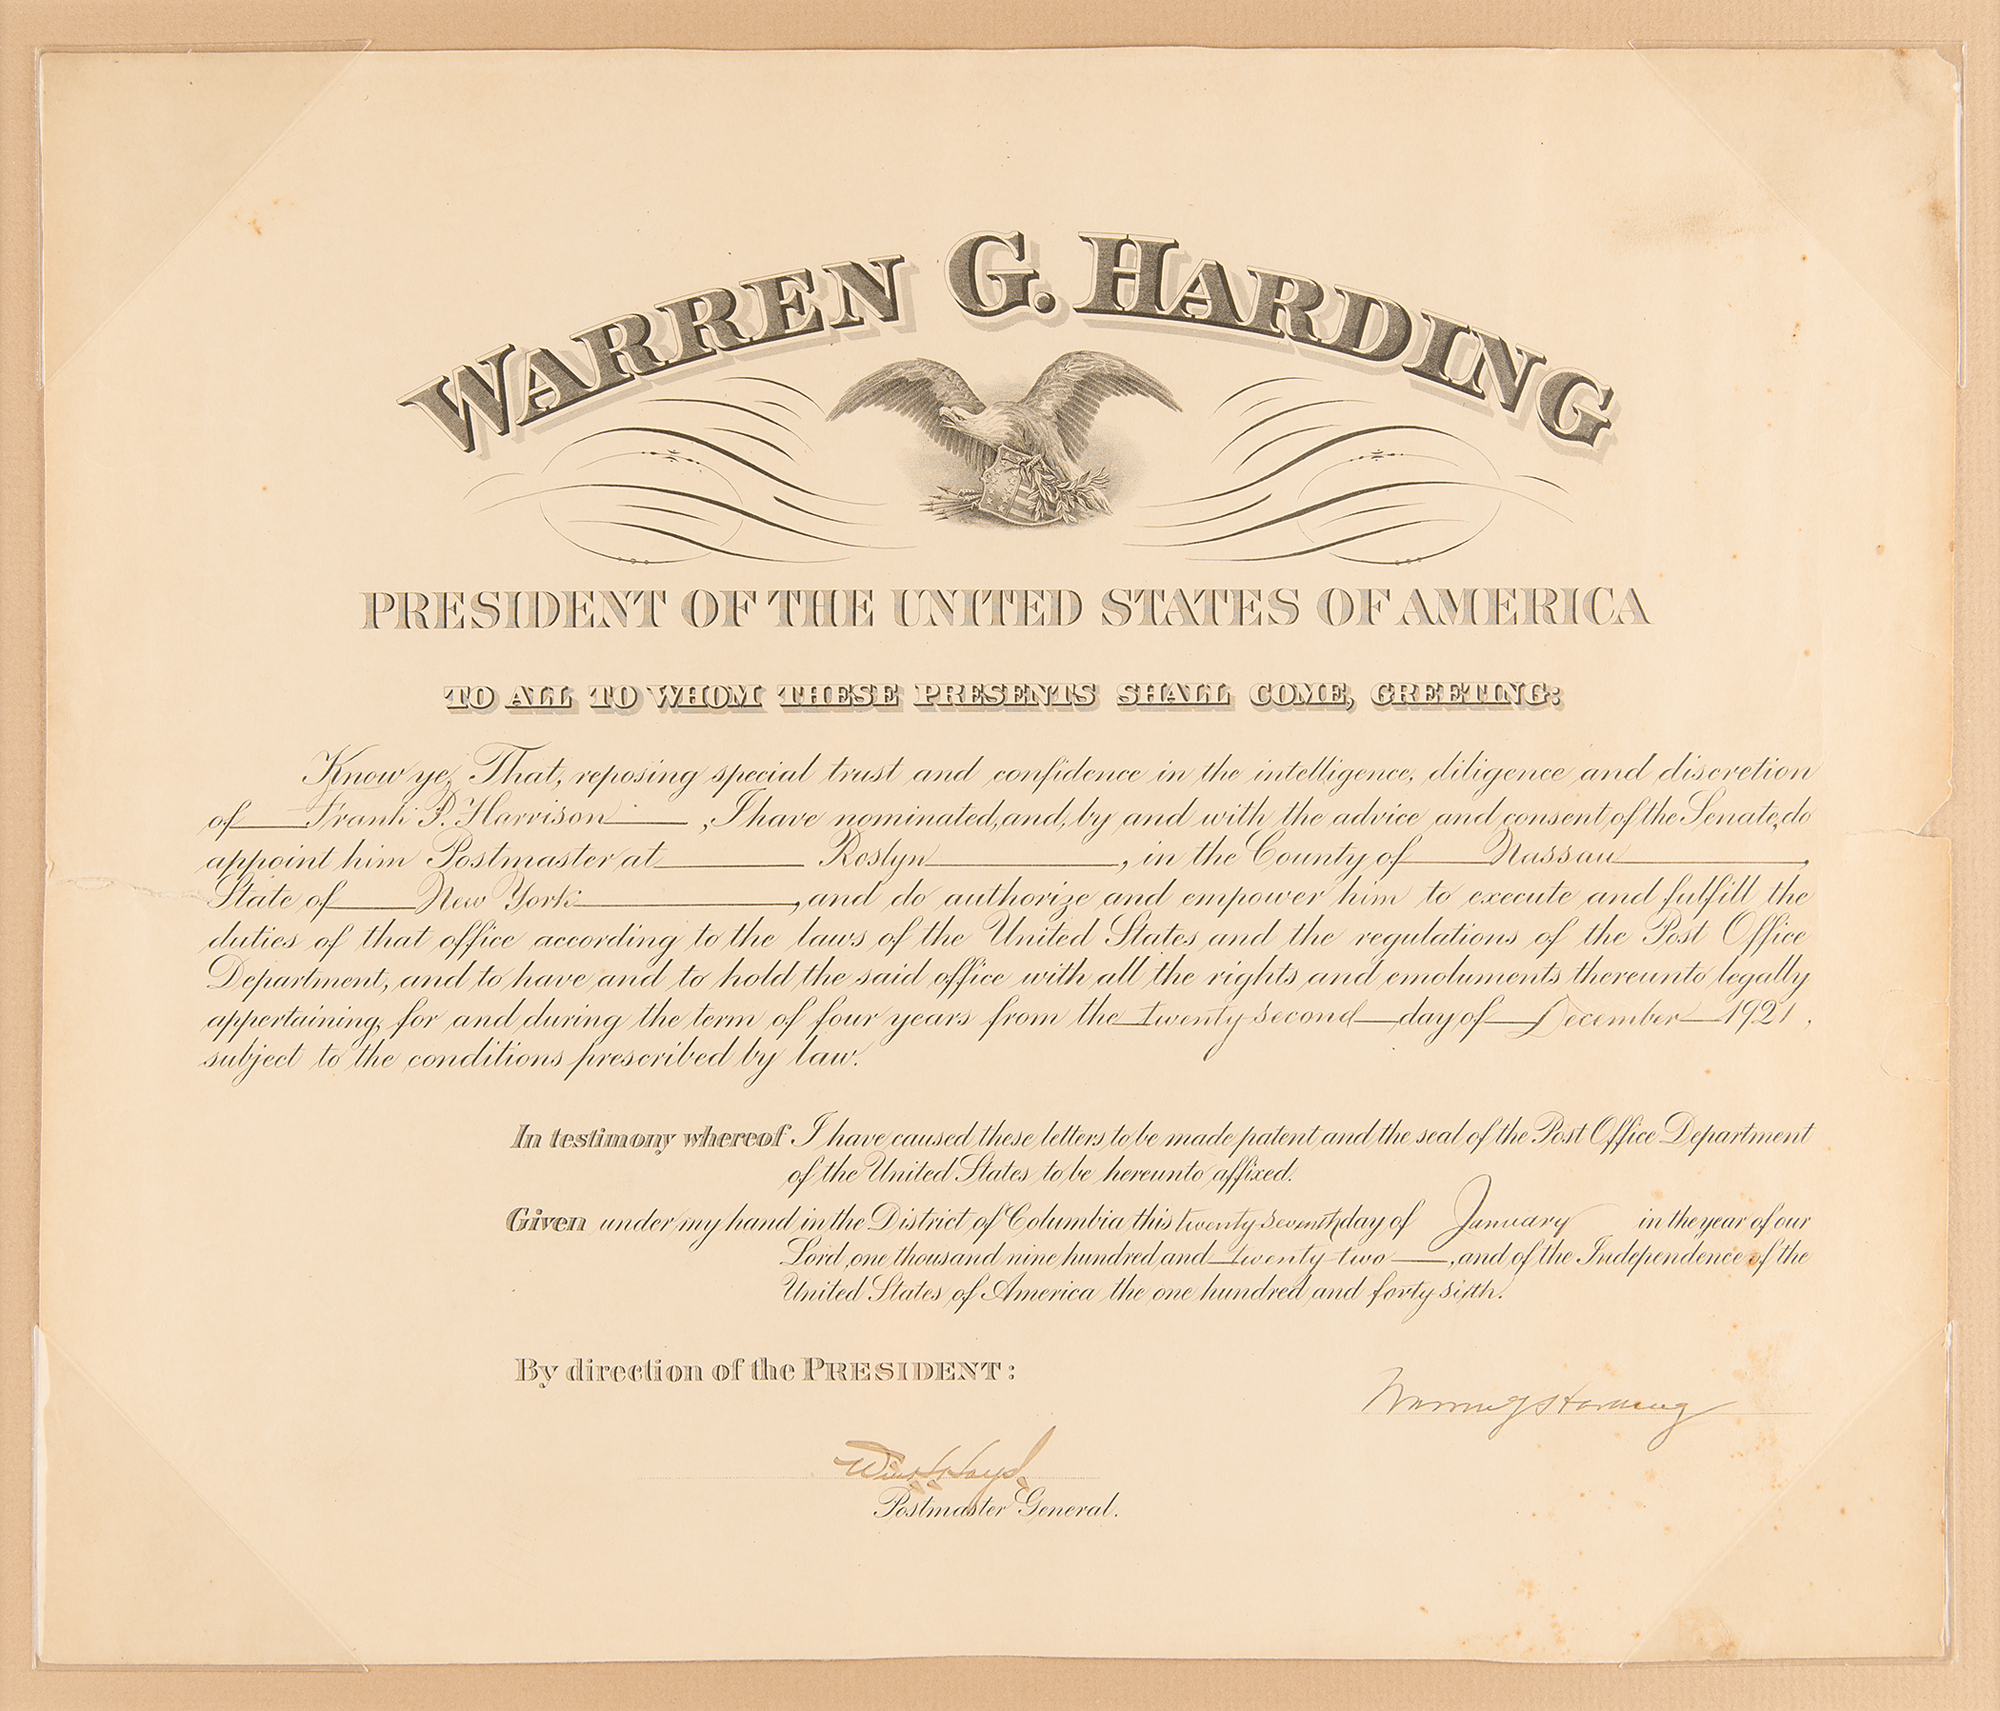 WARREN G. HARDING
PRESIDENT OF THE UNITED STATES OF AMERICA
TO ALL TO WHOM THESE PRESENTS SHALL COME, GREETING:
Know ye, That, reposing special trust and confidence in the intelligence, diligence and discretion
of Frank P. Harrison, I have nominated, and, by and with the advice and consent of the Senate, do
appoint him Postmaster at Roslyn, in the County of Nassau,
State of New York, and do authorize and empower him to execute and fulfill the
duties of that office according to the laws of the United States and the regulations of the Post Office
Department, and to have and to hold the said office with all the rights and emoluments thereunto legally
appertaining, for and during the term of four years from the twenty second day of December 1921,
subject to the conditions prescribed by law.
In testimony whereof I have caused these letters to be made patent and the seal of the Post Office Department
of the United States to be hereunto affixed.
Given under my hand in the District of Columbia this twenty seventh day of January in the year of our
Lord one thousand nine hundred and twenty-two, and of the Independence of the
United States of America the one hundred and forty sixth.
By direction of the PRESIDENT:
Warren G Harding
Will H Hays
Postmaster General.